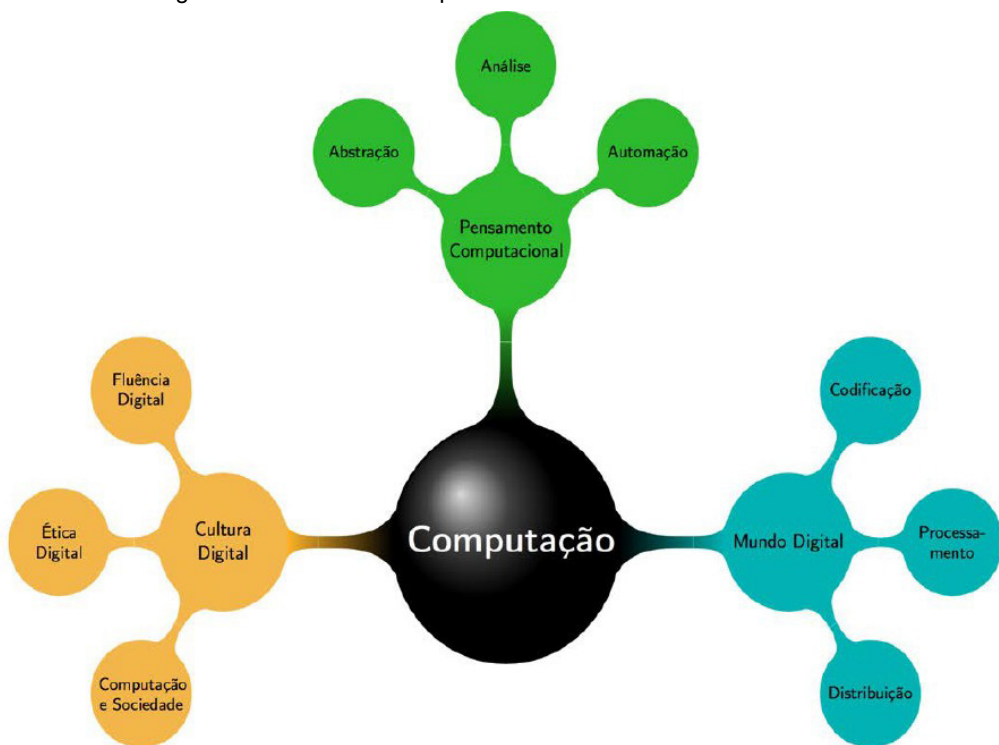 Análise
Abstração
Automação
Pensamento
Computacional
Fluência
Digital
Ética
Digital
Cultura
Digital
Computação
e Sociedade
Computação
Mundo Digital
Codificação
Processa-
mento
Distribuição